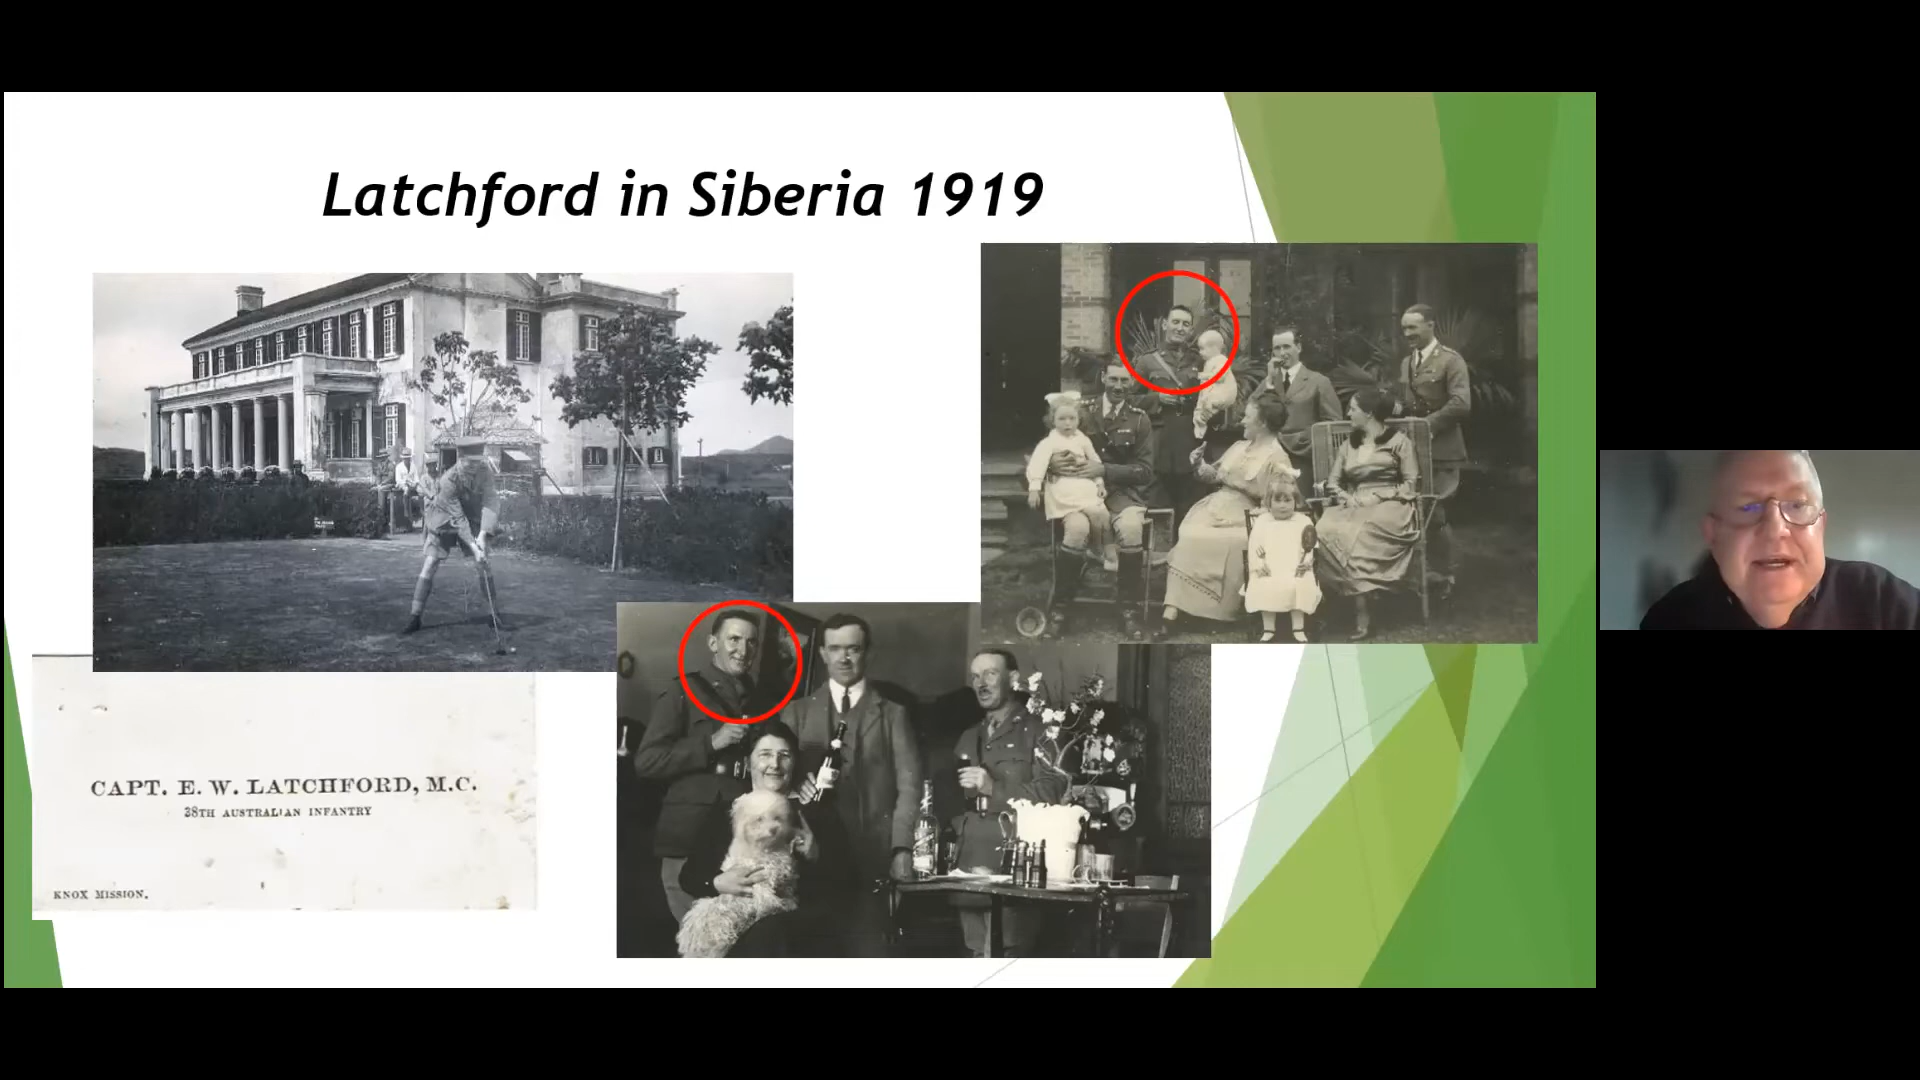 Latchford in Siberia 1919
CAPT. E. W. LATCHFORD, M.C.
38TH AUSTRALIAN INFANTRY
KNOX MISSION.